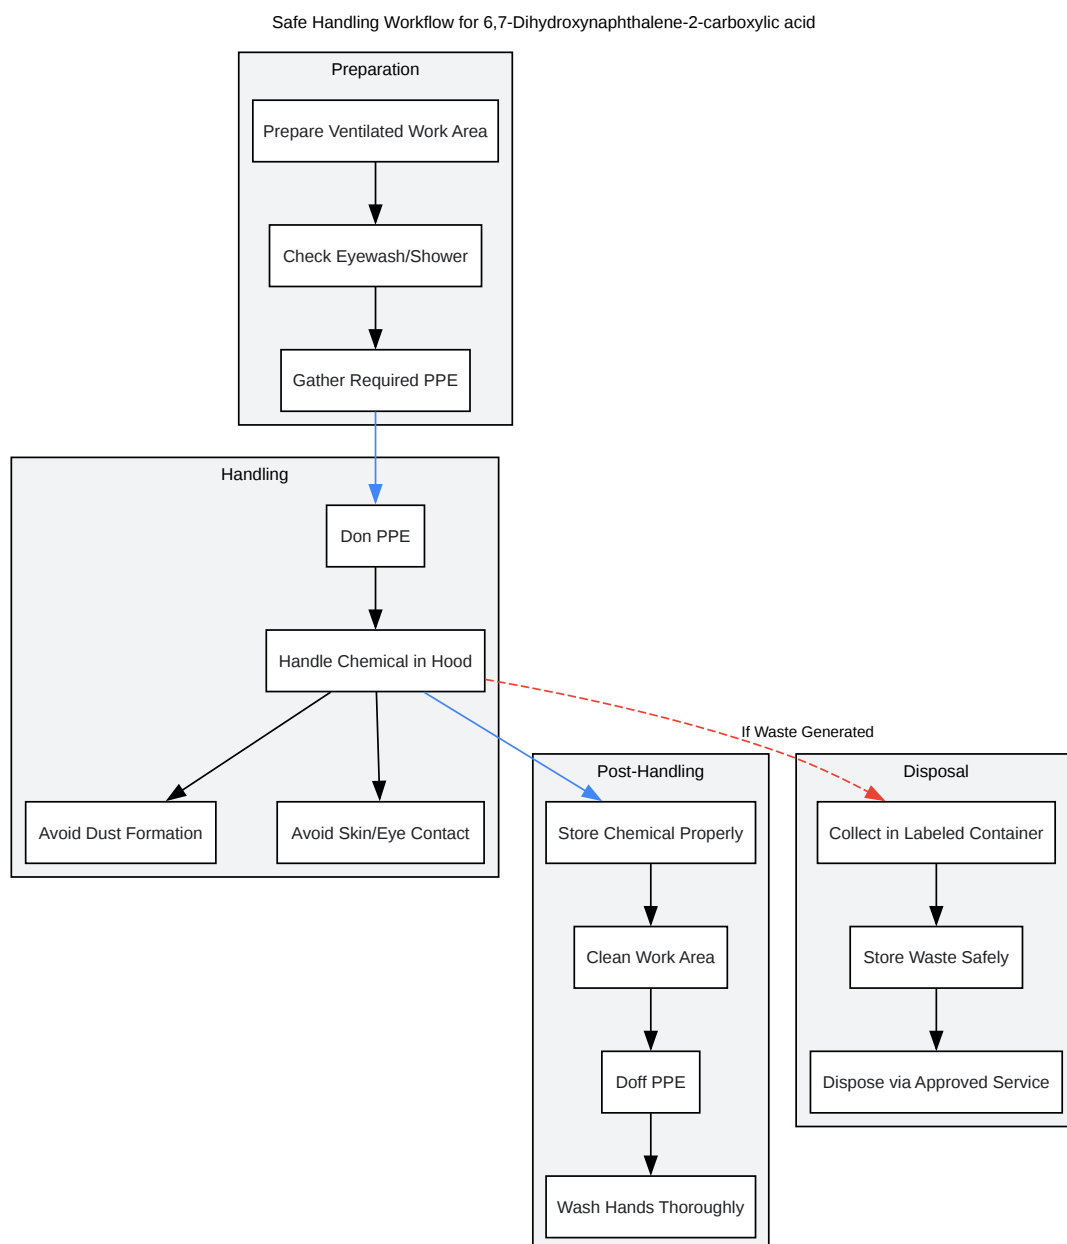 Safe Handling Workflow for 6,7-Dihydroxynaphthalene-2-carboxylic acid
Preparation
Prepare Ventilated Work Area
Check Eyewash/Shower
Gather Required PPE
Handling
Don PPE
Handle Chemical in Hood
Avoid Dust Formation
Avoid Skin/Eye Contact
If Waste Generated
Post-Handling
Store Chemical Properly
Clean Work Area
Doff PPE
Wash Hands Thoroughly
Disposal
Collect in Labeled Container
Store Waste Safely
Dispose via Approved Service